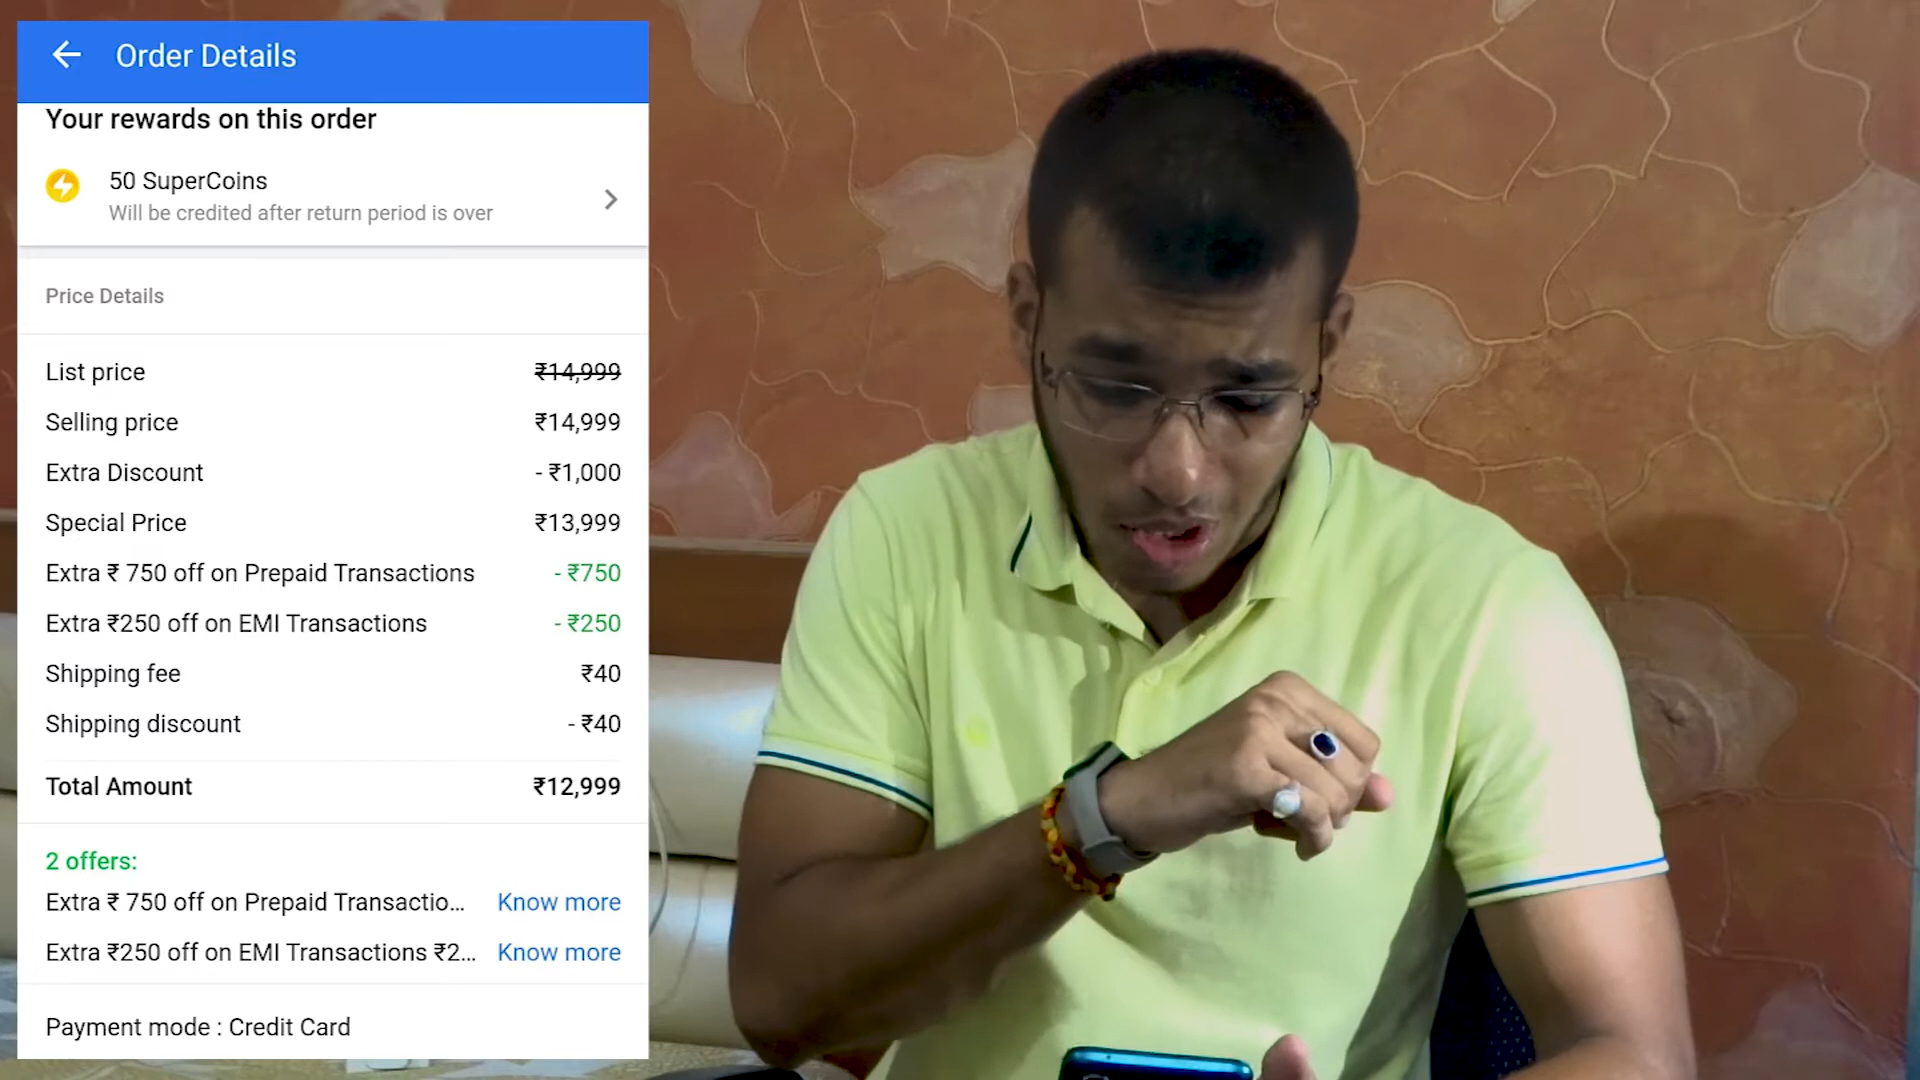 Order Details
Your rewards on this order
50 SuperCoins
Will be credited after return period is over
Price Details
List price ₹14,999
Selling price ₹14,999
Extra Discount - ₹1,000
Special Price ₹13,999
Extra ₹ 750 off on Prepaid Transactions - ₹750
Extra ₹250 off on EMI Transactions - ₹250
Shipping fee ₹40
Shipping discount - ₹40
Total Amount ₹12,999
2 offers:
Extra ₹ 750 off on Prepaid Transactio... Know more
Extra ₹250 off on EMI Transactions ₹2... Know more
Payment mode : Credit Card